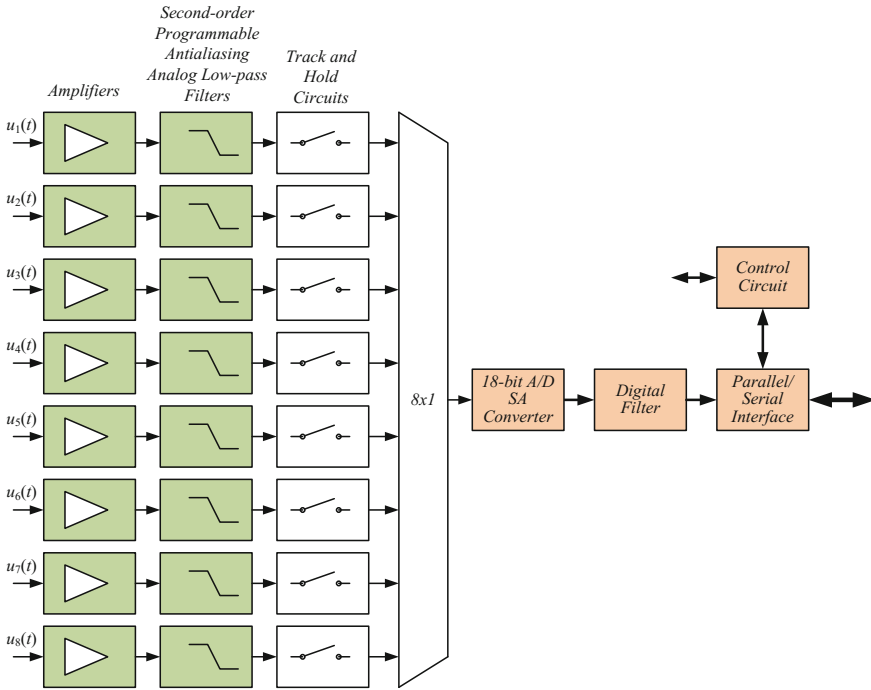 Second-order
Programmable
Antialiasing
Analog Low-pass
Filters
Track and
Hold
Circuits
Amplifiers
u1(t)
u2(t)
u3(t)
u4(t)
u5(t)
u6(t)
u7(t)
u8(t)
8x1
18-bit A/D
SA
Converter
Digital
Filter
Parallel/
Serial
Interface
Control
Circuit